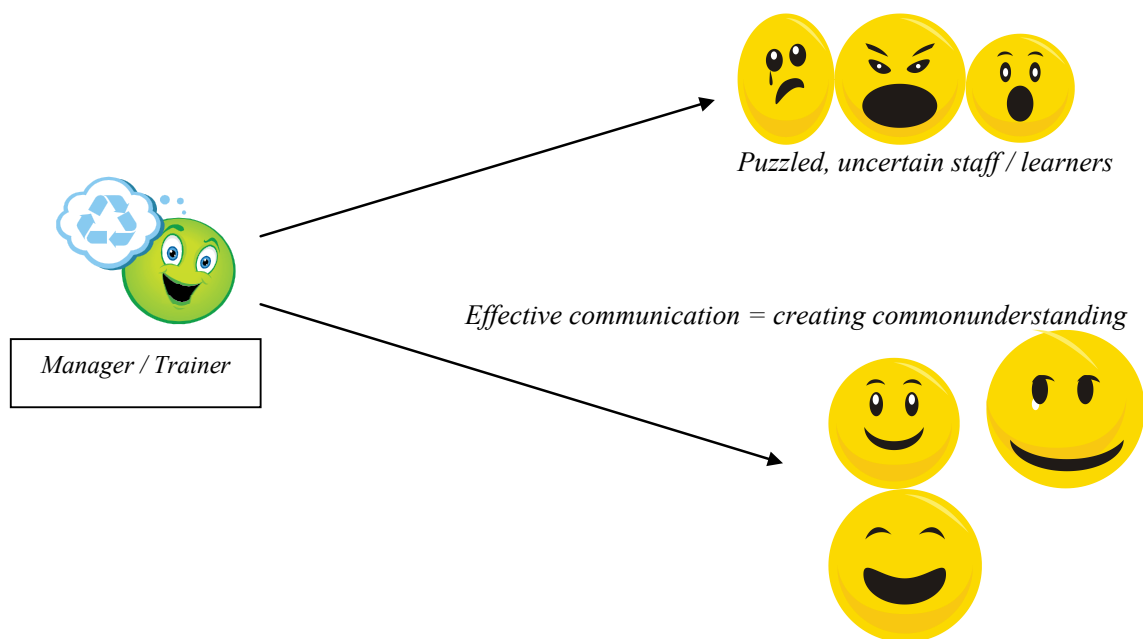 Puzzled, uncertain staff / learners
Effective communication = creating commonunderstanding
Manager / Trainer